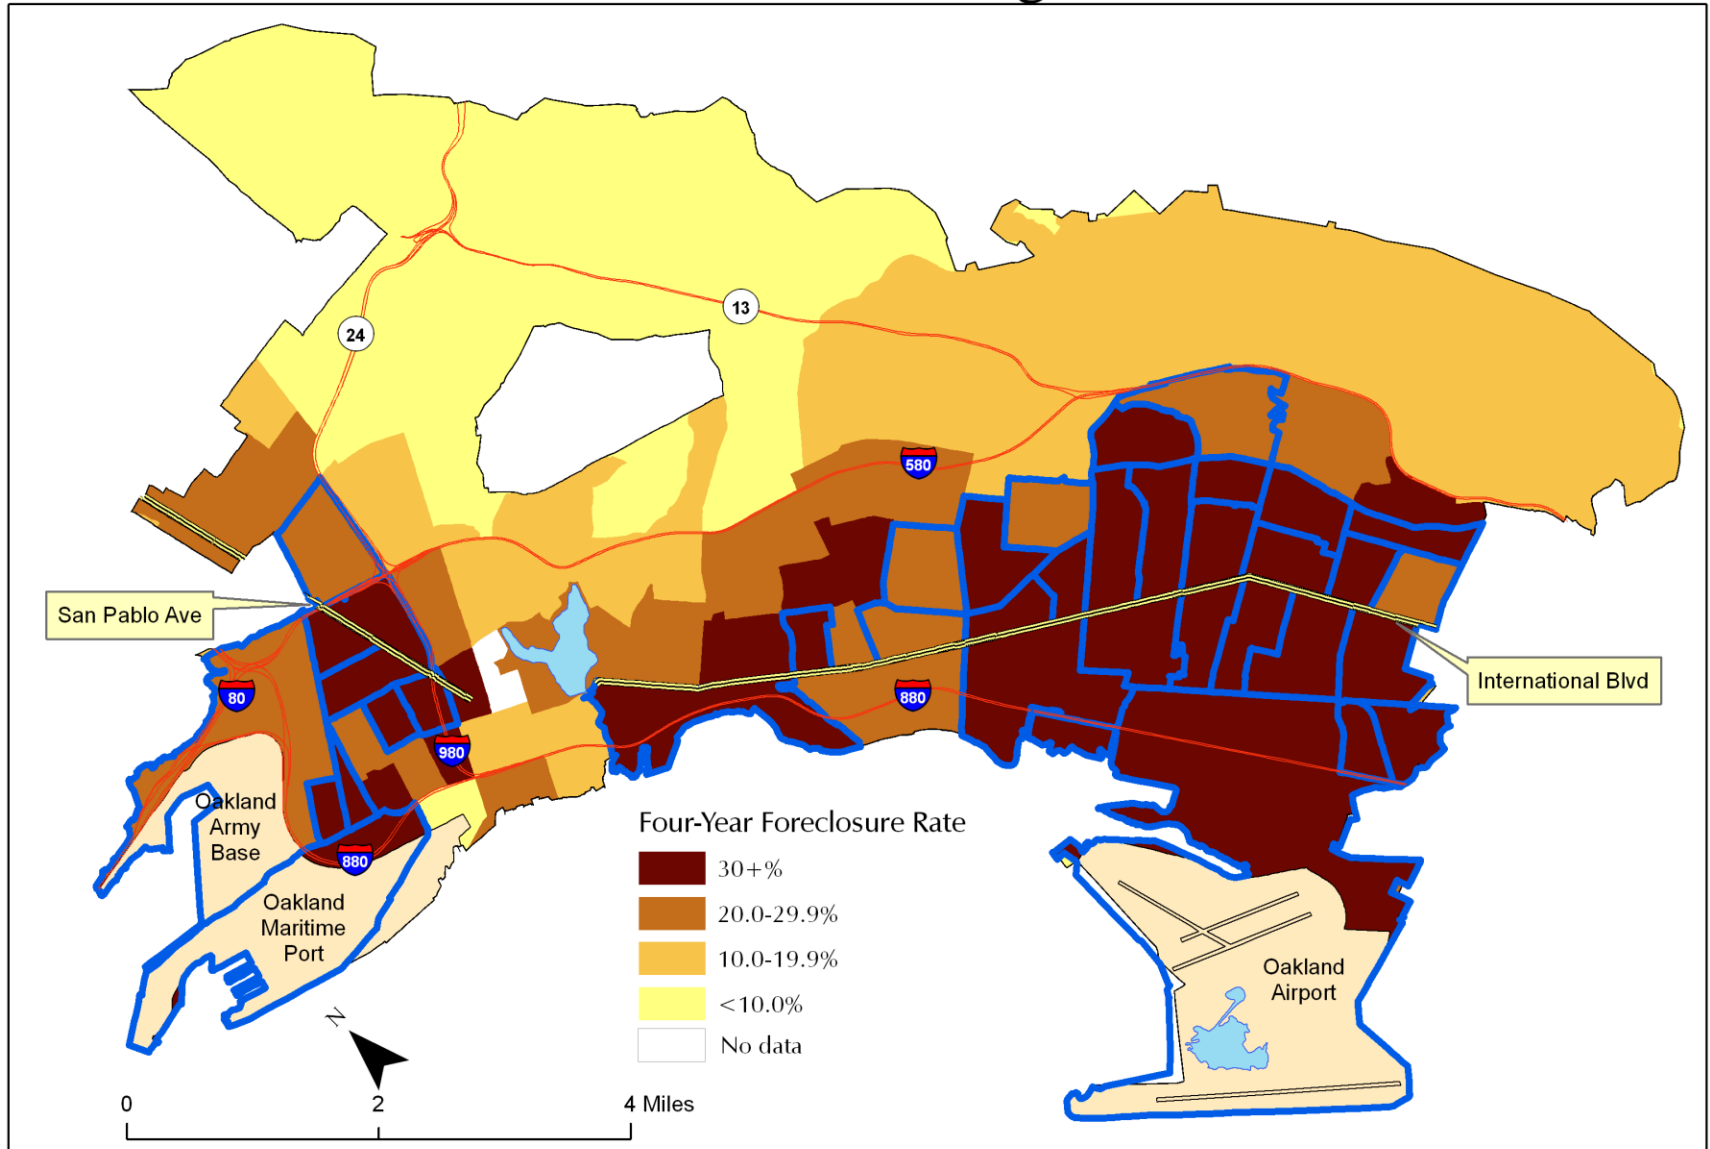 24
13
580
San Pablo Ave
80
International Blvd
880
980
Oakland
Army
Base
880
Oakland
Maritime
Port
Four-Year Foreclosure Rate
30+%
20.0-29.9%
10.0-19.9%
<10.0%
No data
Oakland
Airport
N
0 2 4 Miles